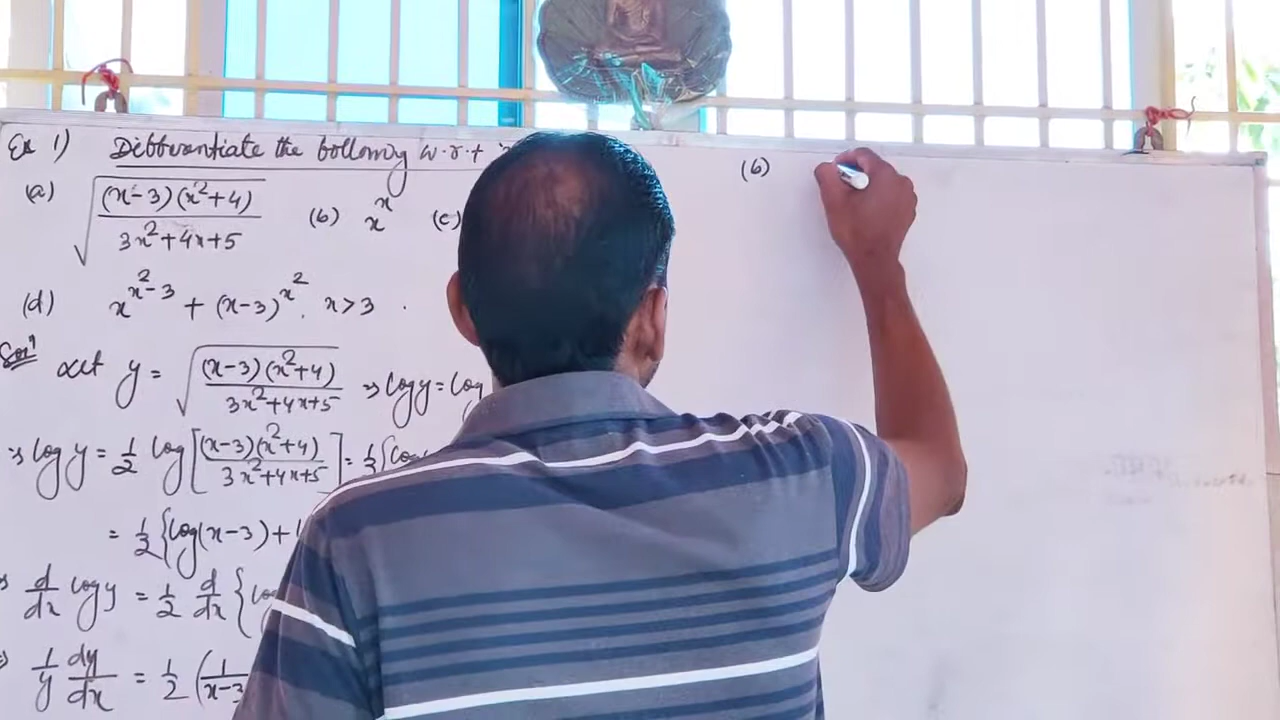 Ex 1) Differentiate the following w.r.t
(a) √((x-3)(x²+4)/(3x²+4x+5)) (b) x^x (c)
(d) x^(x²-3) + (x-3)^(x²), x>3.
Solⁿ Let y = √((x-3)(x²+4)/(3x²+4x+5)) ⇒ log y = log
⇒ log y = 1/2 log[(x-3)(x²+4)/(3x²+4x+5)] = 1/2{
= 1/2{log(x-3)+
⇒ d/dx log y = 1/2 d/dx {
⇒ 1/y dy/dx = 1/2 (1/(x-3
(b)